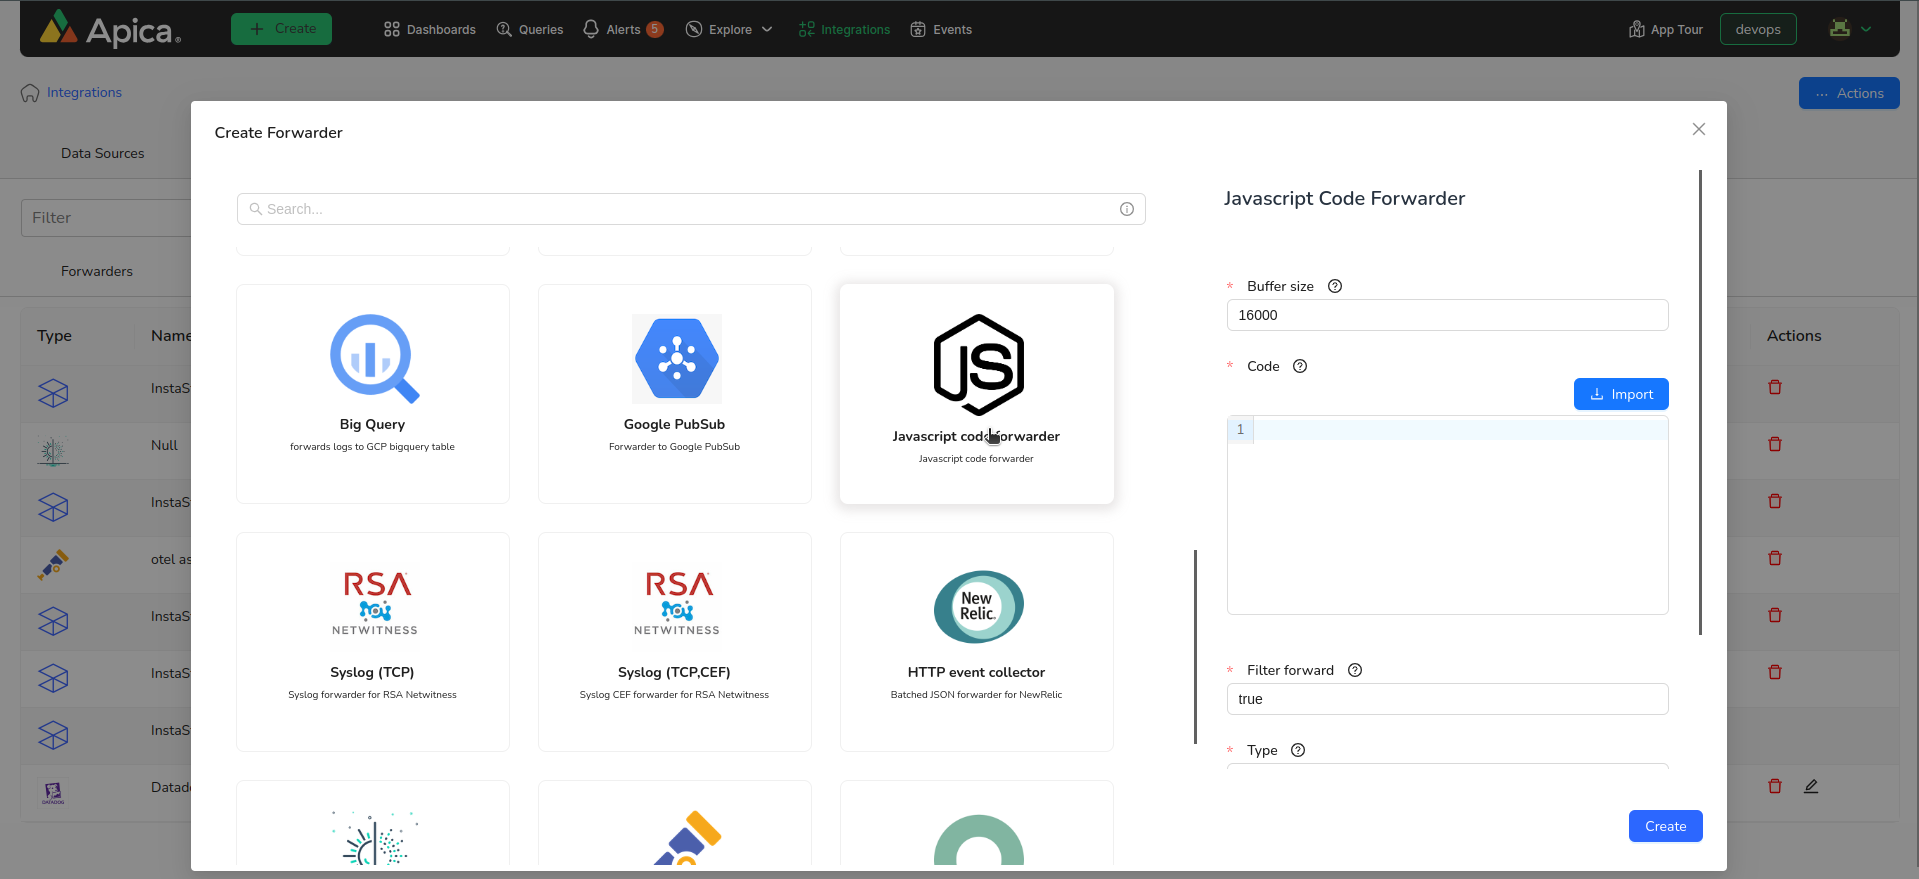 Apica
Create
Dashboards
Queries
Alerts 5
Explore
Integrations
Events
App Tour
devops
Integrations
... Actions
Data Sources
Filter
Forwarders
Type
Name
Actions
InstaS
Null
InstaS
otel as
InstaS
InstaS
InstaS
DATADOG
Datad
Create Forwarder
Search...
Big Query
forwards logs to GCP bigquery table
Google PubSub
Forwarder to Google PubSub
JS
Javascript code forwarder
Javascript code forwarder
RSA
NETWITNESS
Syslog (TCP)
Syslog forwarder for RSA Netwitness
RSA
NETWITNESS
Syslog (TCP,CEF)
Syslog CEF forwarder for RSA Netwitness
New
Relic.
HTTP event collector
Batched JSON forwarder for NewRelic
Javascript Code Forwarder
* Buffer size
16000
* Code
Import
1
* Filter forward
true
* Type
Create